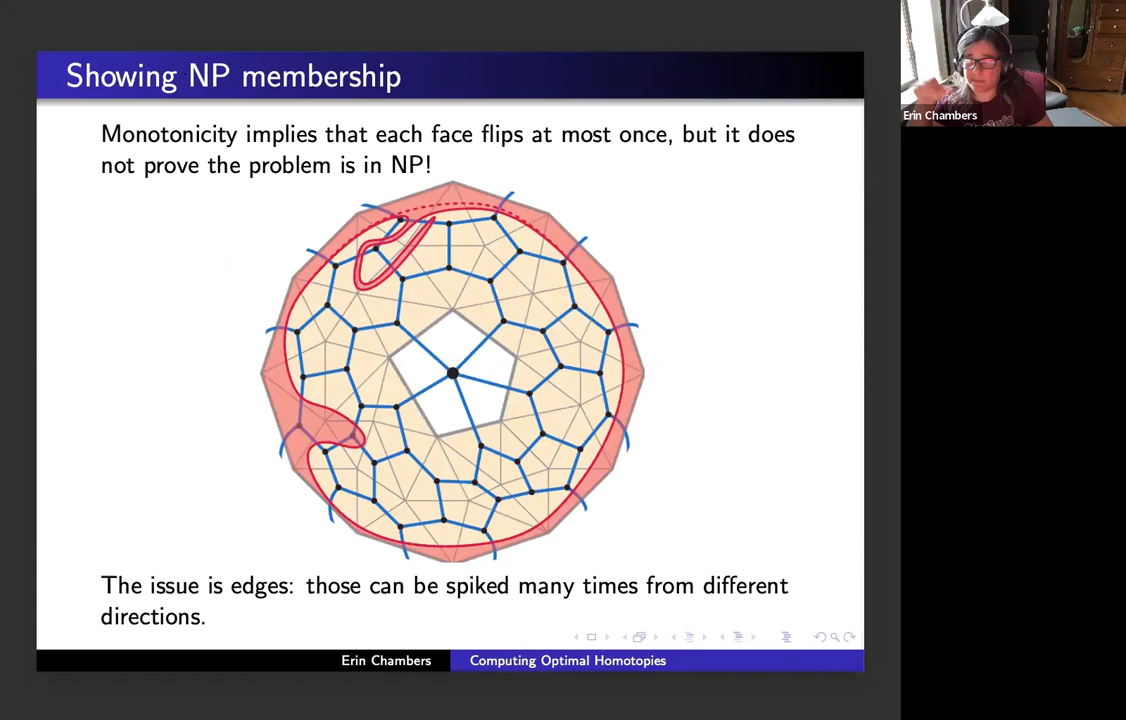 Showing NP membership
Monotonicity implies that each face flips at most once, but it does
not prove the problem is in NP!
The issue is edges: those can be spiked many times from different
directions.
Erin Chambers
Computing Optimal Homotopies
Erin Chambers